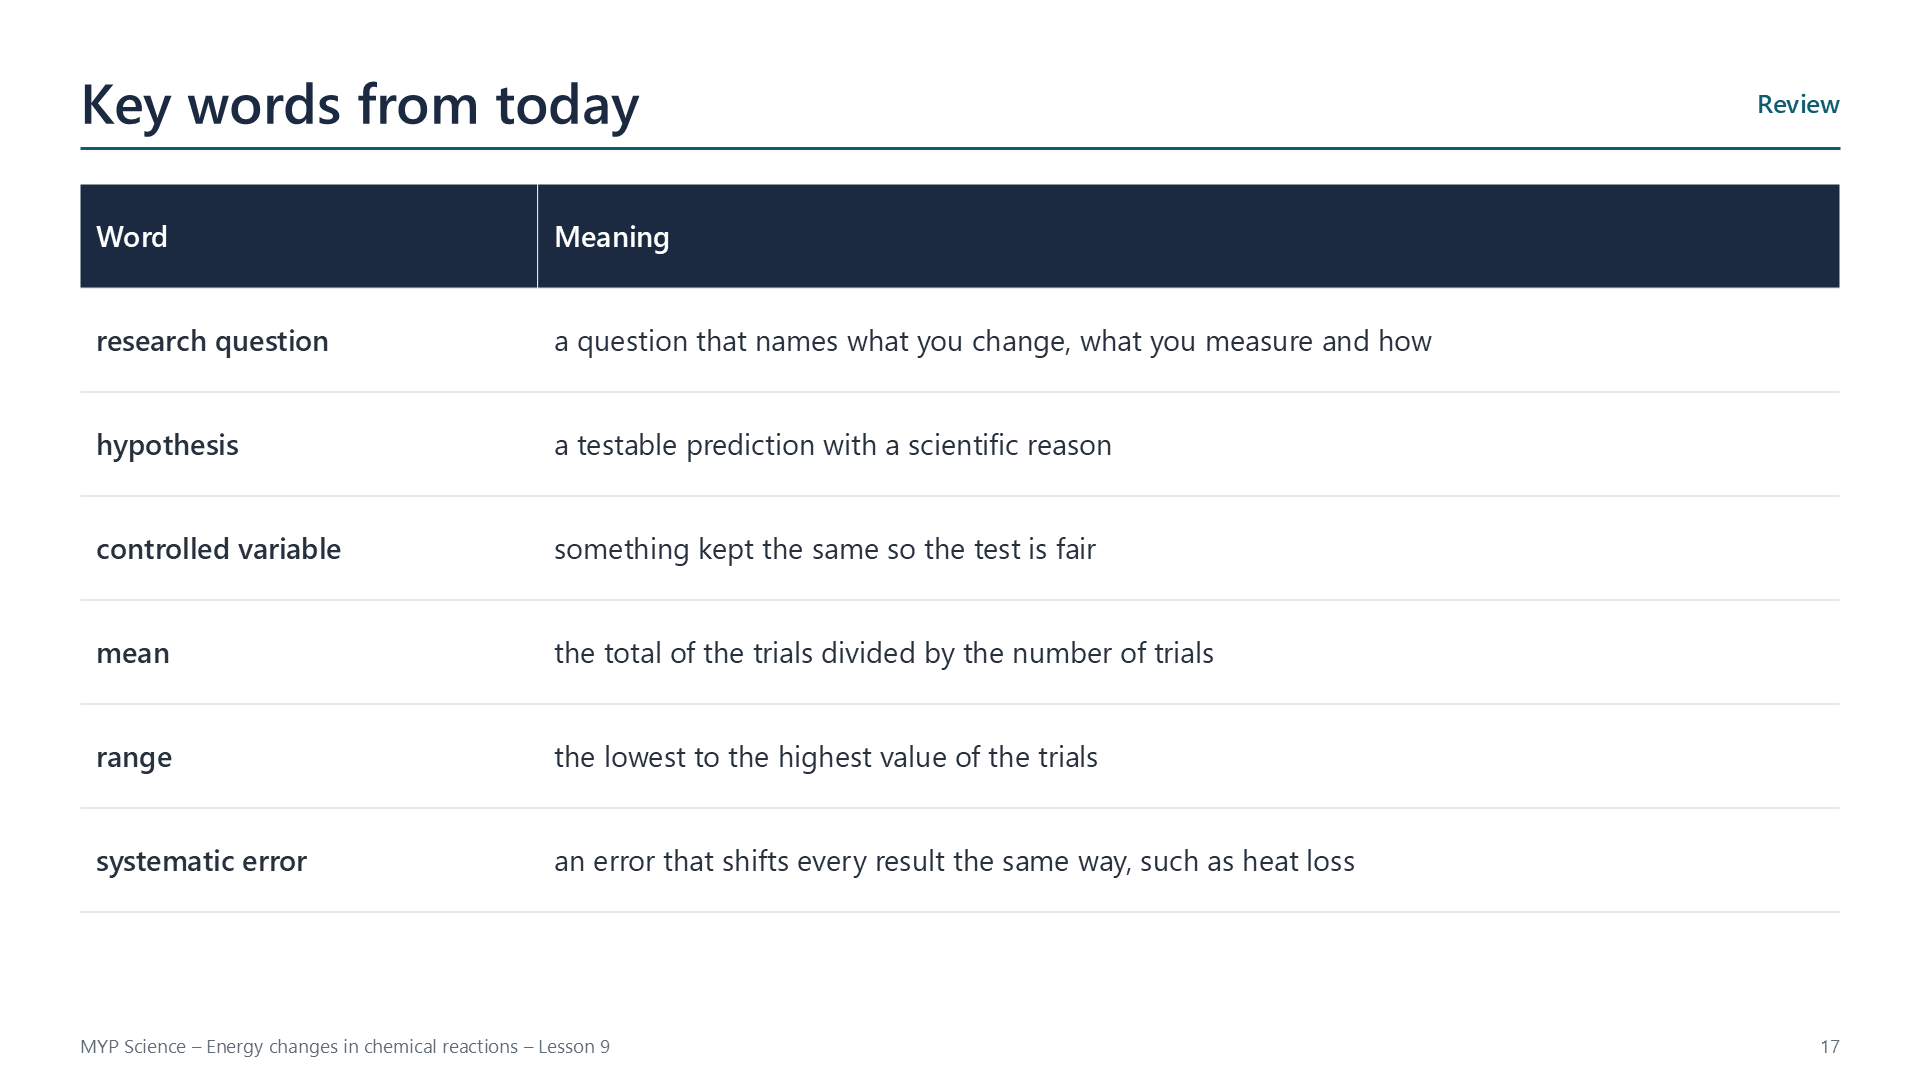 Key words from today
Review
Word
Meaning
research question
a question that names what you change, what you measure and how
hypothesis
a testable prediction with a scientific reason
controlled variable
something kept the same so the test is fair
mean
the total of the trials divided by the number of trials
range
the lowest to the highest value of the trials
systematic error
an error that shifts every result the same way, such as heat loss
MYP Science – Energy changes in chemical reactions – Lesson 9
17